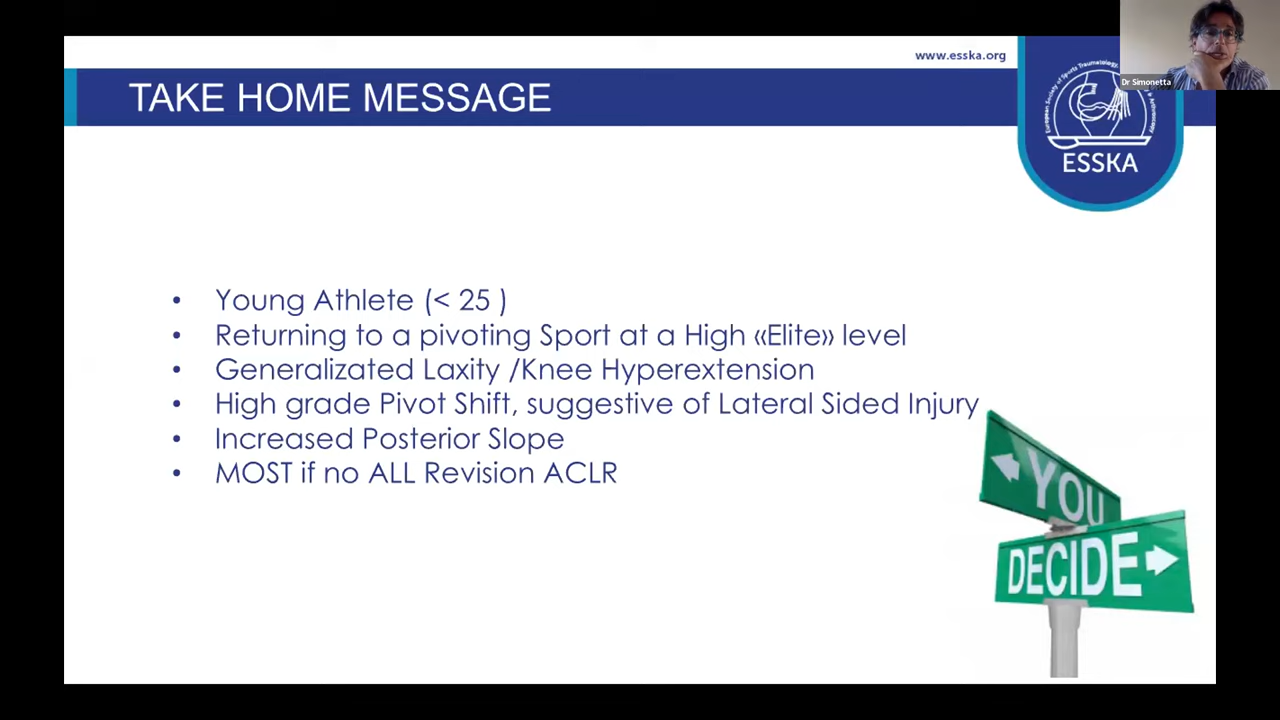 www.esska.org
TAKE HOME MESSAGE
Dr Simonetta
ESSKA
• Young Athlete (< 25 )
• Returning to a pivoting Sport at a High «Elite» level
• Generalizated Laxity /Knee Hyperextension
• High grade Pivot Shift, suggestive of Lateral Sided Injury
• Increased Posterior Slope
• MOST if no ALL Revision ACLR
YOU
DECIDE